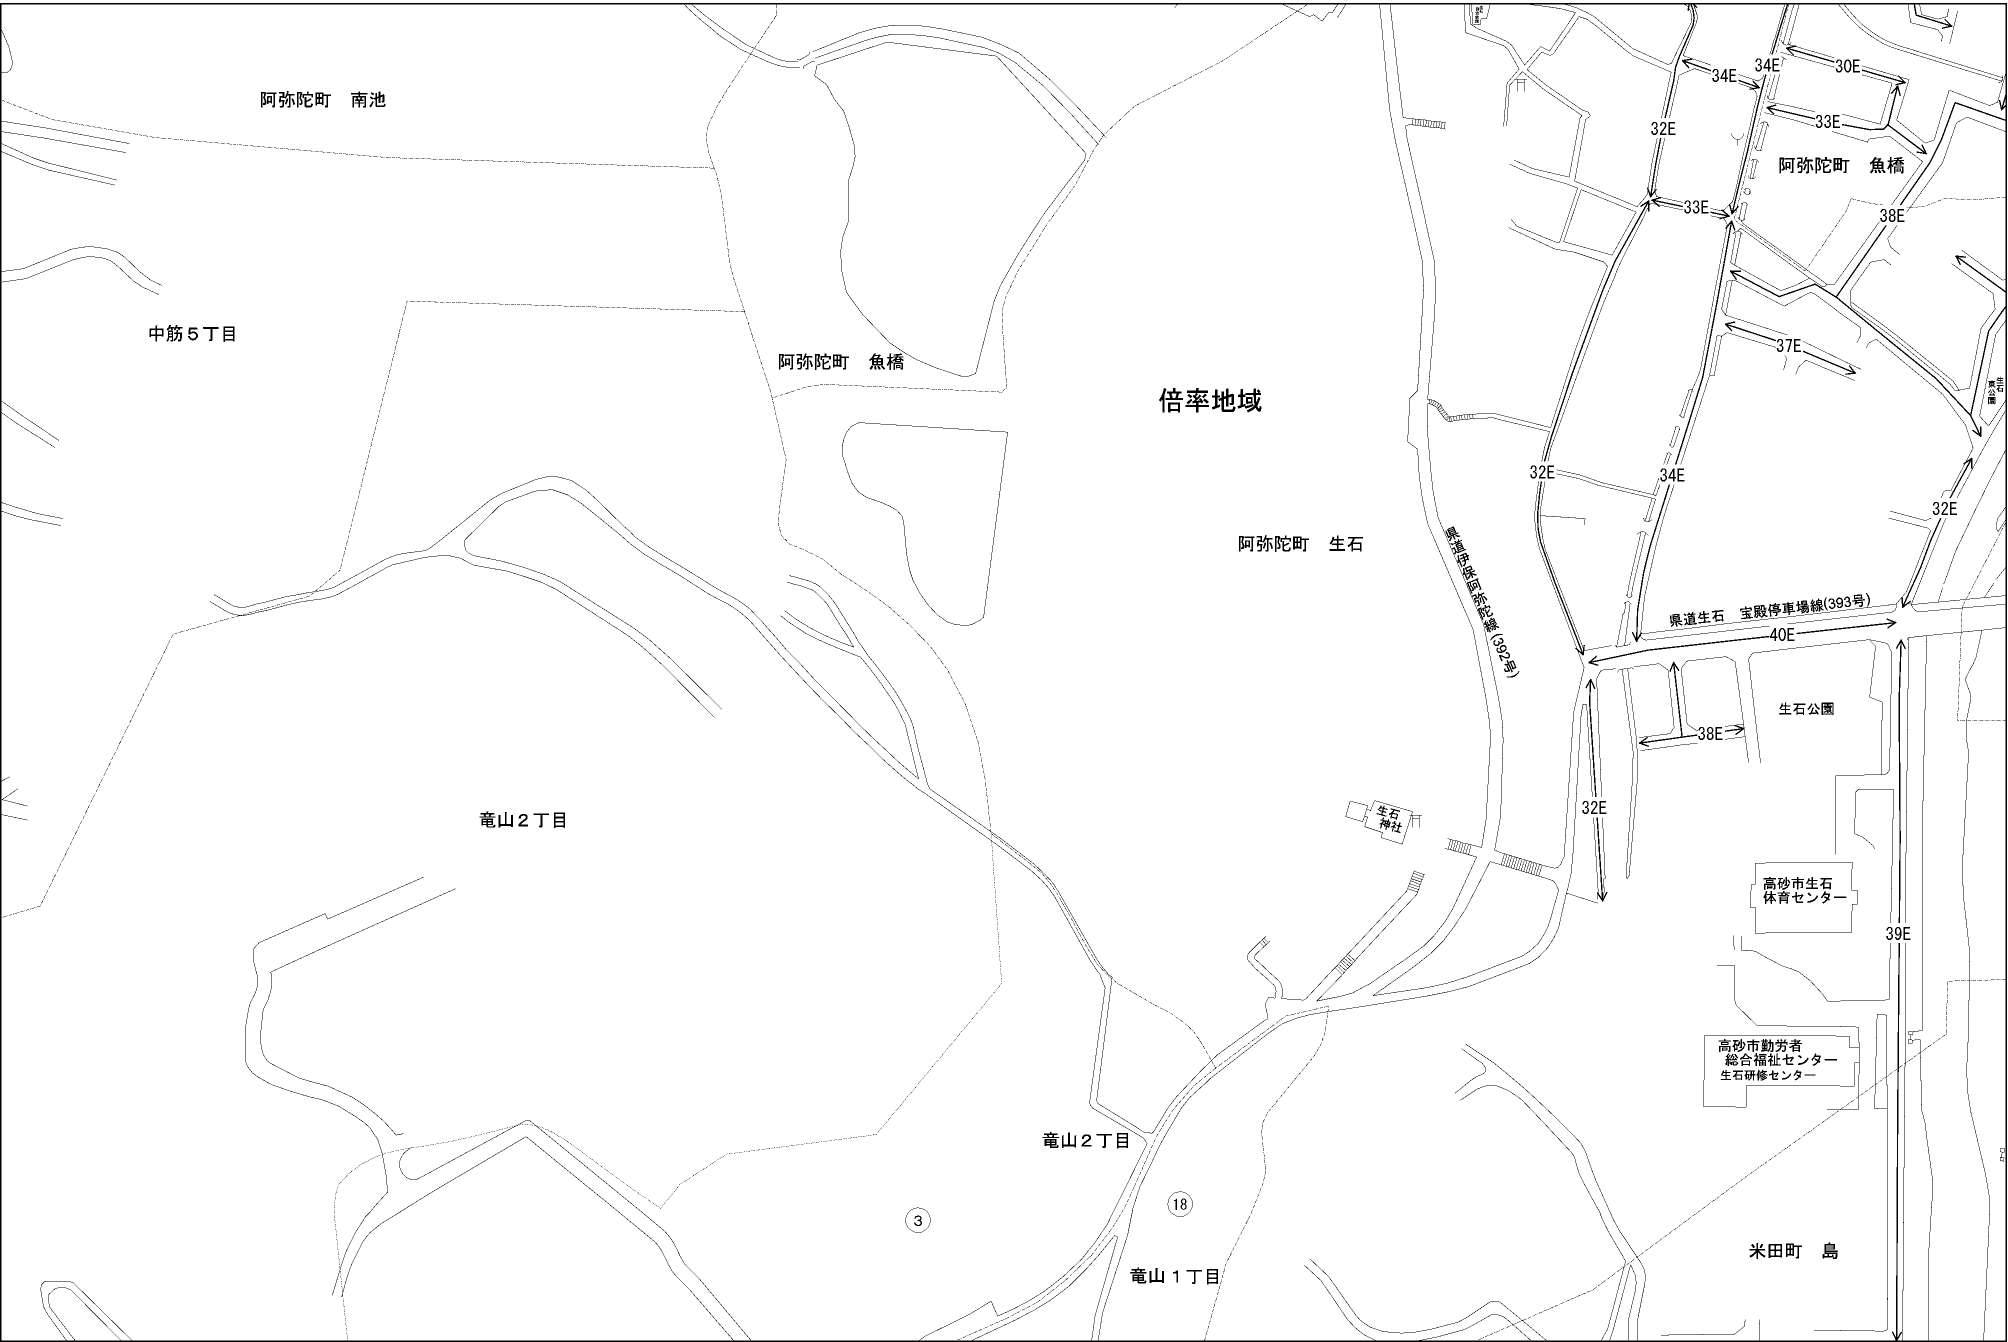 34E
34E
30E
阿弥陀町　南池
32E
33E
阿弥陀町　魚橋
33E
38E
中筋５丁目
37E
阿弥陀町　魚橋
生石
東公園
倍率地域
32E
34E
32E
阿弥陀町　生石
県道伊保阿弥陀線(392号)
県道生石　宝殿停車場線(393号)
40E
生石公園
38E
32E
竜山２丁目
生石
神社
高砂市生石
体育センター
39E
高砂市勤労者
総合福祉センター
生石研修センター
竜山２丁目
18
3
米田町　島
竜山１丁目